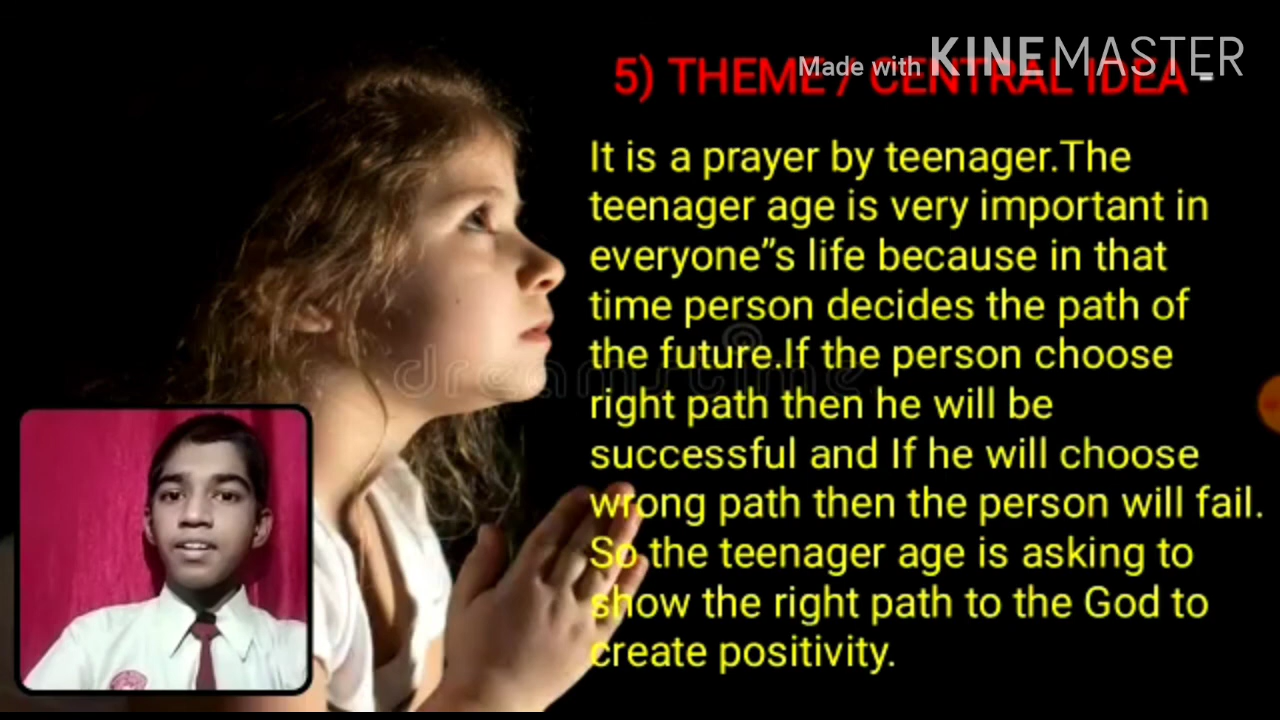 Made with KINEMASTER
5) THEME / CENTRAL IDEA -
It is a prayer by teenager.The
teenager age is very important in
everyone”s life because in that
time person decides the path of
the future.If the person choose
right path then he will be
successful and If he will choose
wrong path then the person will fail.
So the teenager age is asking to
show the right path to the God to
create positivity.
dreamstime